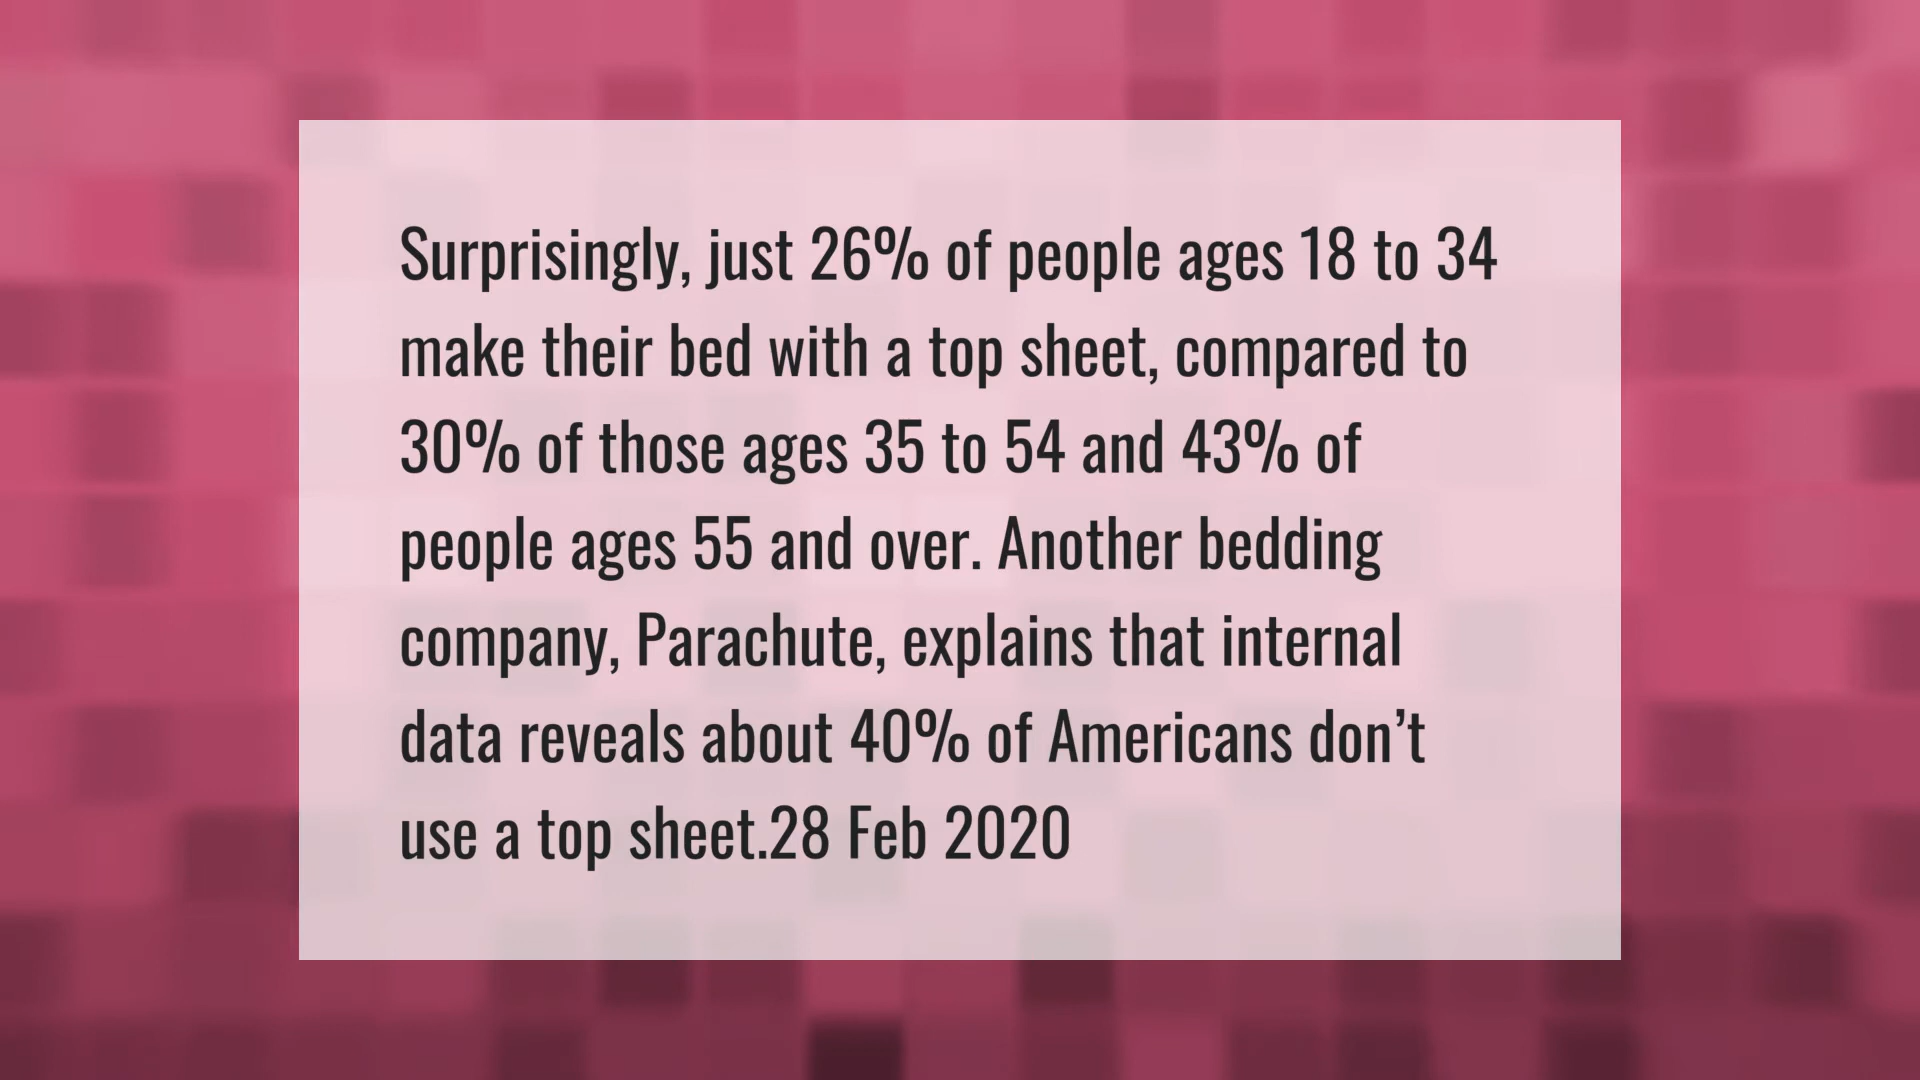 Surprisingly, just 26% of people ages 18 to 34
make their bed with a top sheet, compared to
30% of those ages 35 to 54 and 43% of
people ages 55 and over. Another bedding
company, Parachute, explains that internal
data reveals about 40% of Americans don’t
use a top sheet.28 Feb 2020